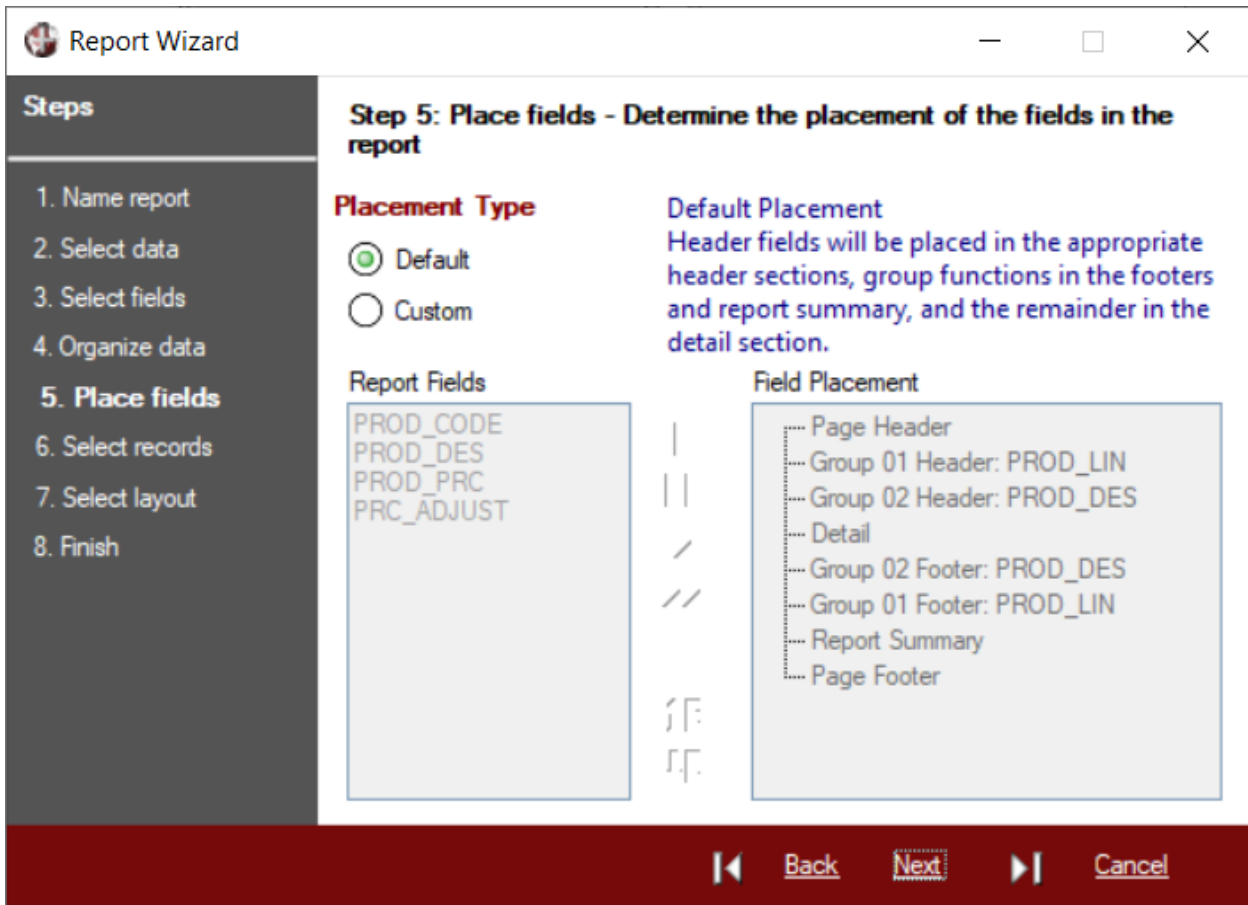 Report Wizard
Steps
1. Name report
2. Select data
3. Select fields
4. Organize data
5. Place fields
6. Select records
7. Select layout
8. Finish
Step 5: Place fields - Determine the placement of the fields in the
report
Placement Type
Default
Custom
Default Placement
Header fields will be placed in the appropriate
header sections, group functions in the footers
and report summary, and the remainder in the
detail section.
Report Fields
PROD_CODE
PROD_DES
PROD_PRC
PRC_ADJUST
Field Placement
Page Header
Group 01 Header: PROD_LIN
Group 02 Header: PROD_DES
Detail
Group 02 Footer: PROD_DES
Group 01 Footer: PROD_LIN
Report Summary
Page Footer
Back Next Cancel